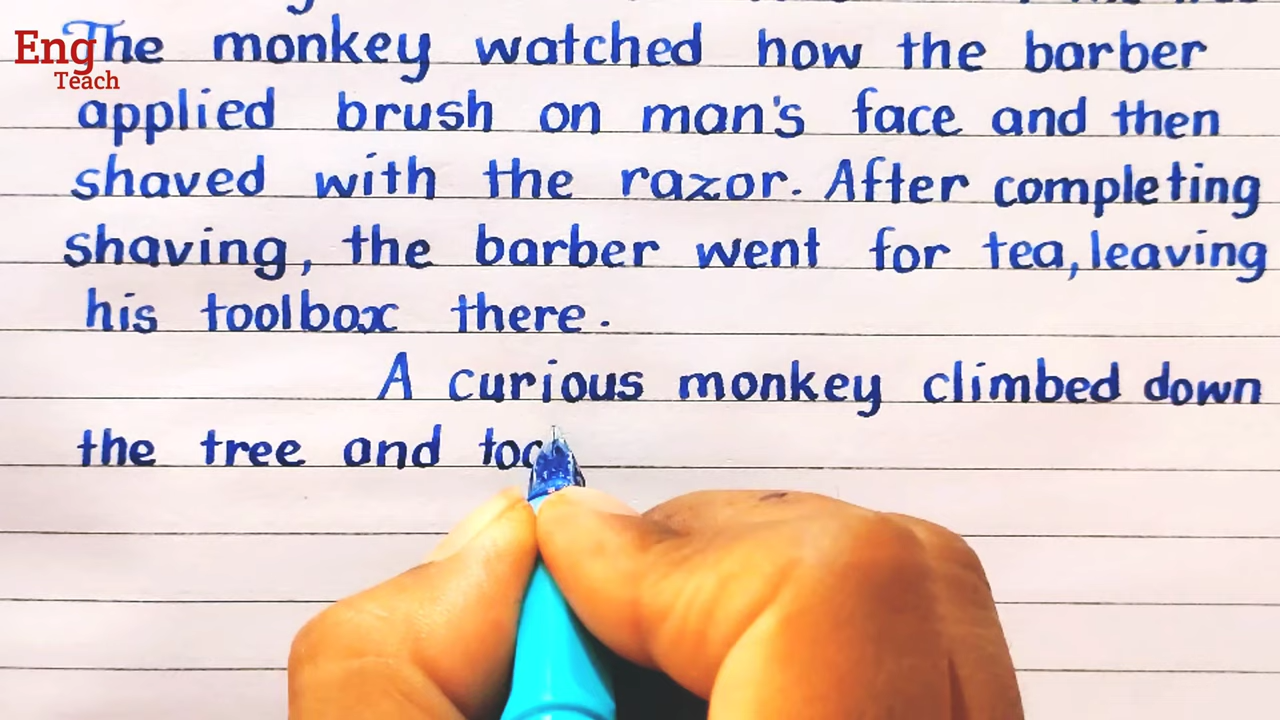 Eng
Teach
The monkey watched how the barber
applied brush on man's face and then
shaved with the razor. After completing
shaving, the barber went for tea, leaving
his toolbox there.
A curious monkey climbed down
the tree and too